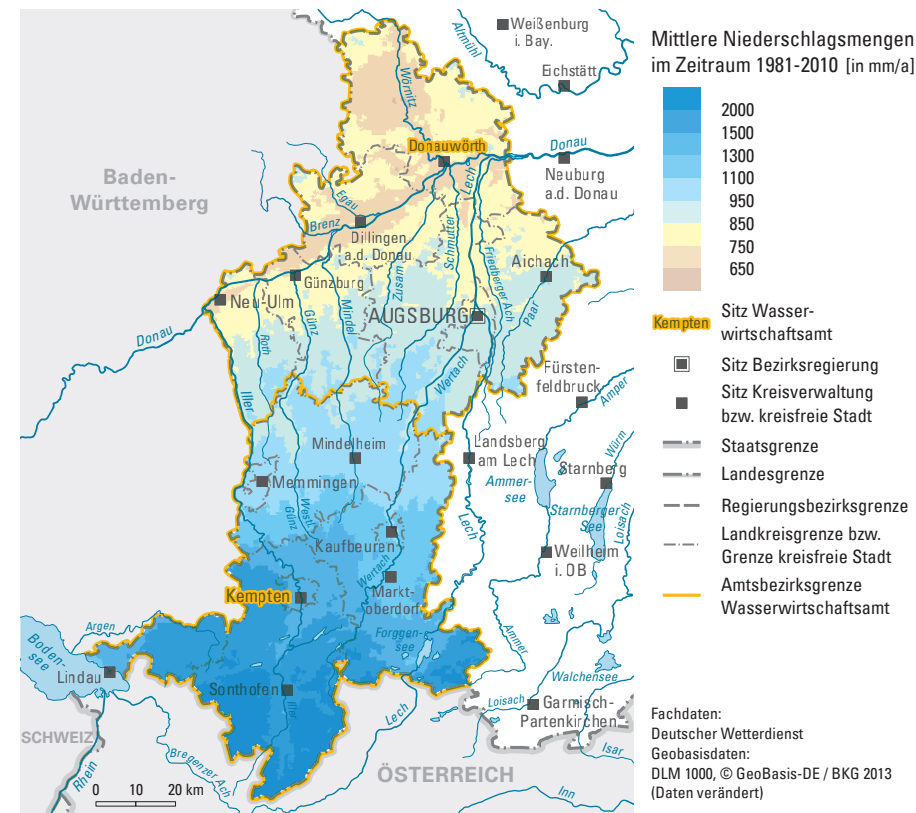 Weißenburg
i. Bay.
Altmühl
Eichstätt
Wörnitz
Donauwörth
Donau
Neuburg
a.d. Donau
Lech
Baden-
Württemberg
Egau
Brenz
Dillingen
a.d. Donau
Schmutter
Friedberger Ach
Aichach
Günzburg
Zusam
Neu-Ulm
Mindel
Günz
Roth
AUGSBURG
Paar
Donau
Iller
Wertach
Fürsten-
feldbruck
Amper
Mindelheim
Landsberg
am Lech
Würm
Starnberg
Memmingen
Ammer-
see
Westl.
Günz
Starnberger
See
Loisach
Kaufbeuren
Lech
Weilheim
i. OB
Wertach
Markt-
oberdorf
Kempten
Argen
Forggen-
see
Ammer
Boden-
see
Lindau
Walchensee
Sonthofen
Iller
Loisach
Garmisch-
Partenkirchen
Lech
SCHWEIZ
Isar
Rhein
Bregenzer Ach
ÖSTERREICH
Inn
0 10 20 km
Mittlere Niederschlagsmengen
im Zeitraum 1981-2010 [in mm/a]
2000
1500
1300
1100
950
850
750
650
Kempten
Sitz Wasser-
wirtschaftsamt
Sitz Bezirksregierung
Sitz Kreisverwaltung
bzw. kreisfreie Stadt
Staatsgrenze
Landesgrenze
Regierungsbezirksgrenze
Landkreisgrenze bzw.
Grenze kreisfreie Stadt
Amtsbezirksgrenze
Wasserwirtschaftsamt
Fachdaten:
Deutscher Wetterdienst
Geobasisdaten:
DLM 1000, © GeoBasis-DE / BKG 2013
(Daten verändert)